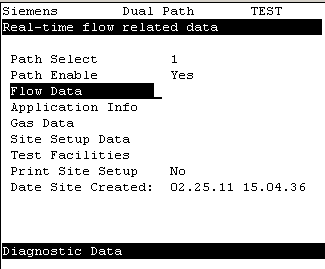 Siemens Dual Path TEST
Real-time flow related data
Path Select 1
Path Enable Yes
Flow Data
Application Info
Gas Data
Site Setup Data
Test Facilities
Print Site Setup No
Date Site Created: 02.25.11 15.04.36
Diagnostic Data